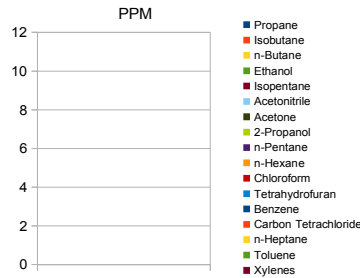 PPM
12
10
8
6
4
2
0
Propane
Isobutane
n-Butane
Ethanol
Isopentane
Acetonitrile
Acetone
2-Propanol
n-Pentane
n-Hexane
Chloroform
Tetrahydrofuran
Benzene
Carbon Tetrachloride
n-Heptane
Toluene
Xylenes